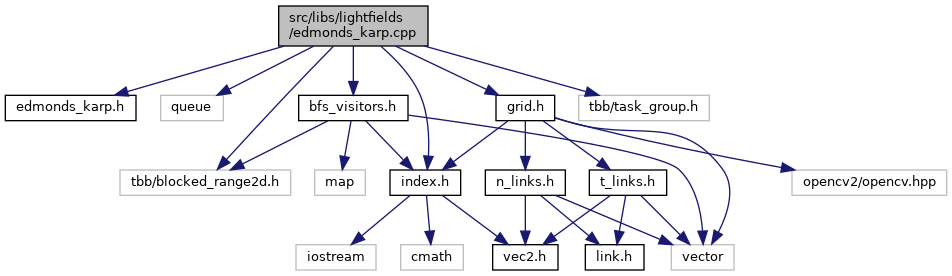 src/libs/lightfields
/edmonds_karp.cpp
edmonds_karp.h
queue
bfs_visitors.h
grid.h
tbb/task_group.h
tbb/blocked_range2d.h
map
index.h
n_links.h
t_links.h
opencv2/opencv.hpp
iostream
cmath
vec2.h
link.h
vector